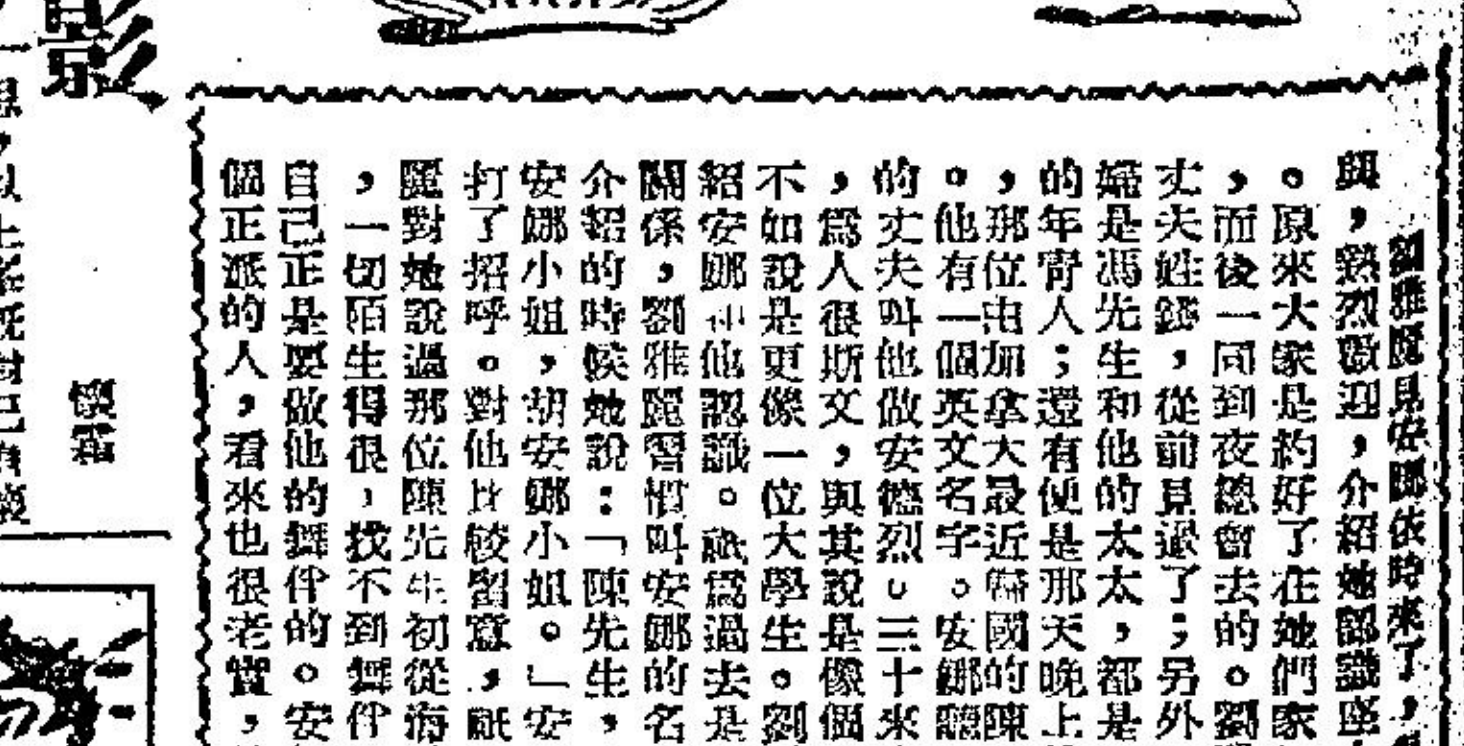 劉雅麗見安娜依時來了，
與，熱烈歡迎，介紹她認識座
。原來大家是約好了在她們家
，而後一同到夜總會去的。劉
丈夫姓鄧，從前見過了；另外
婦是馮先生和他的太太，都是
的年靑人；還有便是那天晚上
，那位由加拿大最近歸國的陳
。他有一個英文名字。安娜聽
的丈夫叫他做安德烈。三十來
，爲人很斯文，與其說是像個
不如說是更像一位大學生。劉
紹安娜和他認識。祇爲過去是
關係，劉雅麗習慣叫安娜的名
介紹的時候她說：「陳先生，
安娜小姐，胡安娜小姐。」安
打了招呼。對他比較留意，祇
麗對她說過那位陳先生初從海
，一切陌生得很，找不到舞伴
自己正是要做他的舞伴的。安
個正派的人，看來也很老實，
影
懷霜